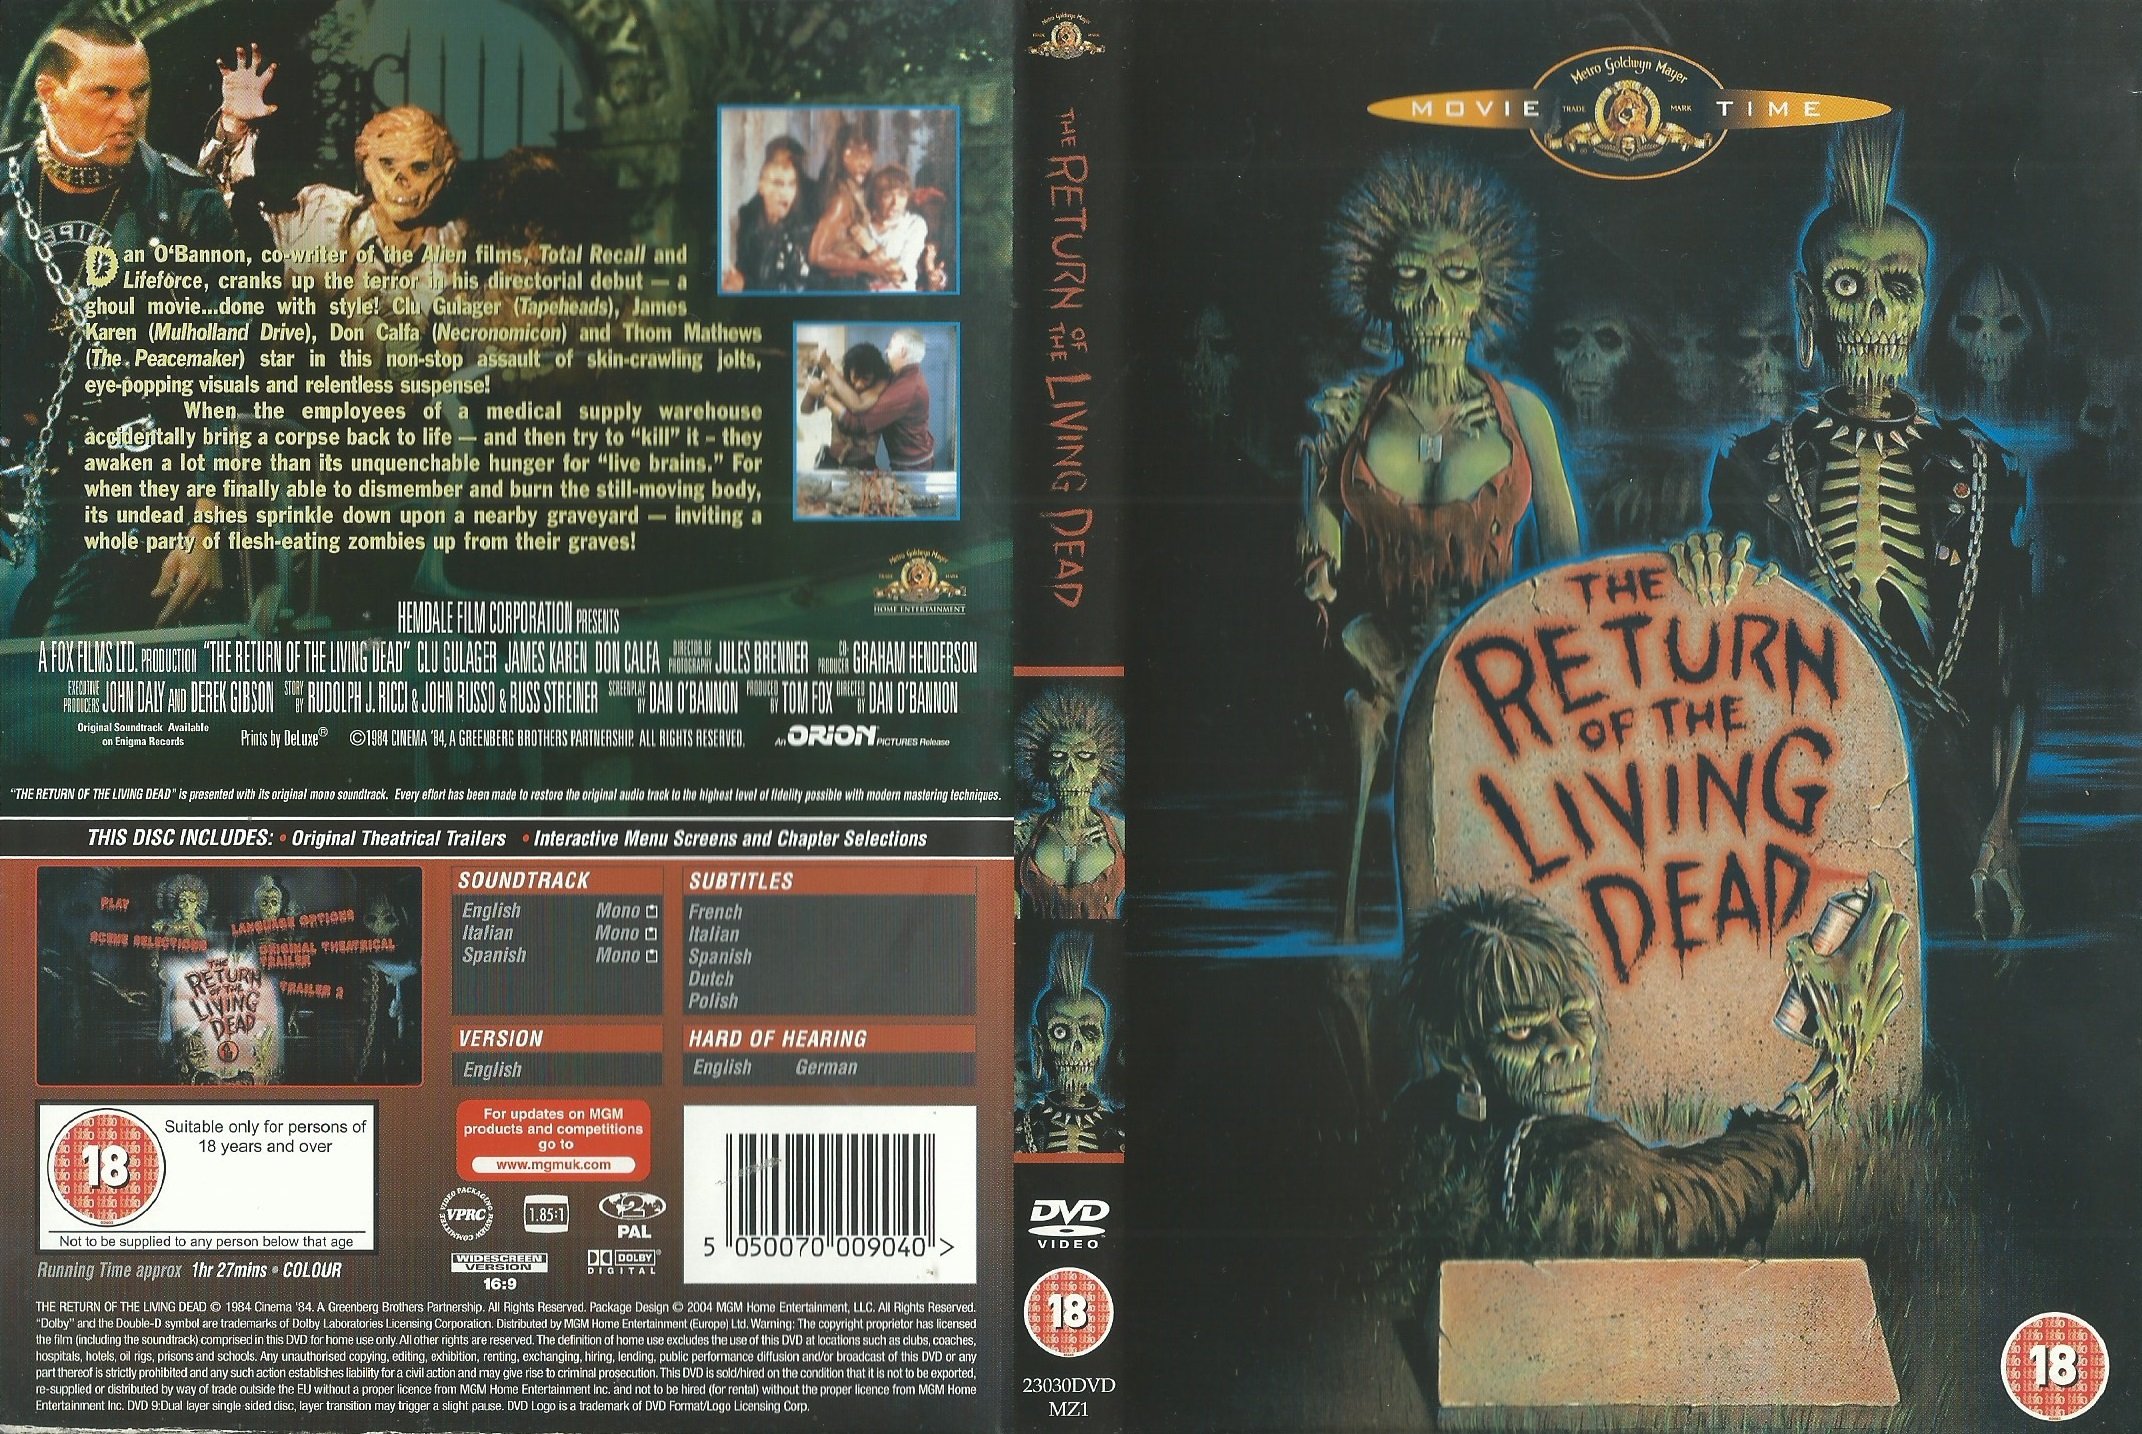 Dan O'Bannon, co-writer of the Alien films, Total Recall and
Lifeforce, cranks up the terror in his directorial debut — a
ghoul movie...done with style! Clu Gulager (Tapeheads), James
Karen (Mulholland Drive), Don Calfa (Necronomicon) and Thom Mathews
(The Peacemaker) star in this non-stop assault of skin-crawling jolts,
eye-popping visuals and relentless suspense!
When the employees of a medical supply warehouse
accidentally bring a corpse back to life — and then try to “kill” it – they
awaken a lot more than its unquenchable hunger for “live brains.” For
when they are finally able to dismember and burn the still-moving body,
its undead ashes sprinkle down upon a nearby graveyard — inviting a
whole party of flesh-eating zombies up from their graves!
Metro Goldwyn Mayer
TRADE MARK
HOME ENTERTAINMENT
HEMDALE FILM CORPORATION PRESENTS
A FOX FILMS LTD. PRODUCTION “THE RETURN OF THE LIVING DEAD” CLU GULAGER JAMES KAREN DON CALFA DIRECTOR OF PHOTOGRAPHY JULES BRENNER CO-PRODUCER GRAHAM HENDERSON
EXECUTIVE PRODUCERS JOHN DALY AND DEREK GIBSON STORY BY RUDOLPH J. RICCI & JOHN RUSSO & RUSS STREINER SCREENPLAY BY DAN O'BANNON PRODUCED BY TOM FOX DIRECTED BY DAN O'BANNON
Original Soundtrack Available
on Enigma Records
Prints by DeLuxe®
©1984 CINEMA '84, A GREENBERG BROTHERS PARTNERSHIP. ALL RIGHTS RESERVED.
An ORION PICTURES Release
“THE RETURN OF THE LIVING DEAD” is presented with its original mono soundtrack. Every effort has been made to restore the original audio track to the highest level of fidelity possible with modern mastering techniques.
THIS DISC INCLUDES: • Original Theatrical Trailers • Interactive Menu Screens and Chapter Selections
PLAY
SCENE SELECTIONS
LANGUAGE OPTIONS
ORIGINAL THEATRICAL
TRAILER
TRAILER 2
THE
RETURN
OF THE
LIVING
DEAD
SOUNDTRACK
English Mono
Italian Mono
Spanish Mono
VERSION
English
SUBTITLES
French
Italian
Spanish
Dutch
Polish
HARD OF HEARING
English German
18
Suitable only for persons of
18 years and over
Not to be supplied to any person below that age
Running Time approx 1hr 27mins • COLOUR
For updates on MGM
products and competitions
go to
www.mgmuk.com
VIDEO PACKAGING REVIEW COMMITTEE
VPRC
1.85:1
2
PAL
WIDESCREEN
VERSION
16:9
DOLBY
DIGITAL
5 050070 009040 >
THE RETURN OF THE LIVING DEAD © 1984 Cinema '84. A Greenberg Brothers Partnership. All Rights Reserved. Package Design © 2004 MGM Home Entertainment, LLC. All Rights Reserved.
“Dolby” and the Double-D symbol are trademarks of Dolby Laboratories Licensing Corporation. Distributed by MGM Home Entertainment (Europe) Ltd. Warning: The copyright proprietor has licensed
the film (including the soundtrack) comprised in this DVD for home use only. All other rights are reserved. The definition of home use excludes the use of this DVD at locations such as clubs, coaches,
hospitals, hotels, oil rigs, prisons and schools. Any unauthorised copying, editing, exhibition, renting, exchanging, hiring, lending, public performance diffusion and/or broadcast of this DVD or any
part thereof is strictly prohibited and any such action establishes liability for a civil action and may give rise to criminal prosecution. This DVD is sold/hired on the condition that it is not to be exported,
re-supplied or distributed by way of trade outside the EU without a proper licence from MGM Home Entertainment Inc. and not to be hired (for rental) without the proper licence from MGM Home
Entertainment Inc. DVD 9:Dual layer single sided disc, layer transition may trigger a slight pause. DVD Logo is a trademark of DVD Format/Logo Licensing Corp.
Metro Goldwyn Mayer
THE RETURN OF THE LIVING DEAD
DVD
VIDEO
18
23030DVD
MZ1
Metro Goldwyn Mayer
MOVIE TRADE MARK TIME
THE
RETURN
OF THE
LIVING
DEAD
18